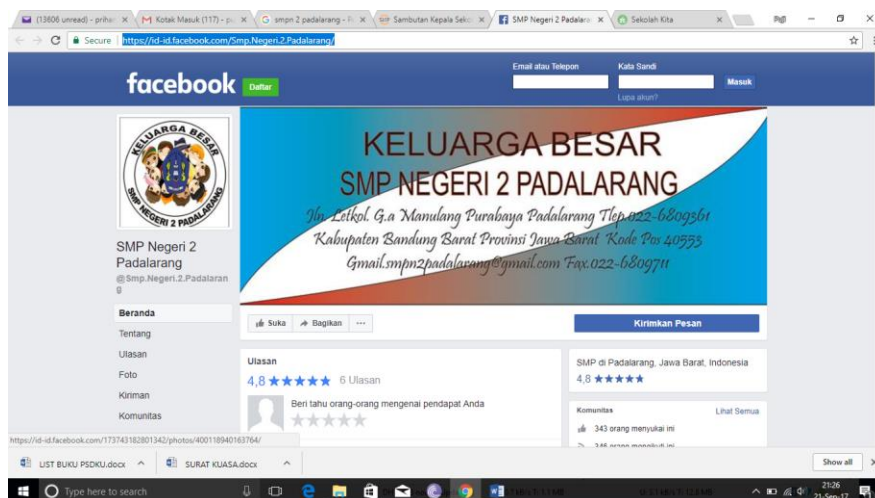 (13606 unread) - prihar
Kotak Masuk (117) - pu
smpn 2 padalarang -
Sambutan Kepala Seko
SMP Negeri 2 Padalara
Sekolah Kita
Secure
https://id-id.facebook.com/Smp.Negeri.2.Padalarang/
facebook
Daftar
Email atau Telepon
Kata Sandi
Masuk
Lupa akun?
KELUARGA BESAR
SMP NEGERI 2 PADALARANG
KELUARGA BESAR
SMP NEGERI 2 PADALARANG
Jln. Letkol. G.a Manulang Purabaya Padalarang Tlep.022-6809361
Kabupaten Bandung Barat Provinsi Jawa Barat Kode Pos 40553
Gmail.smpn2padalarang@gmail.com Fax.022-6809711
SMP Negeri 2
Padalarang
@Smp.Negeri.2.Padalaran
g
Beranda
Tentang
Ulasan
Foto
Kiriman
Komunitas
Suka
Bagikan
Kirimkan Pesan
Ulasan
4,8 ★★★★★ 6 Ulasan
Beri tahu orang-orang mengenai pendapat Anda
SMP di Padalarang, Jawa Barat, Indonesia
4,8 ★★★★★
Komunitas
Lihat Semua
343 orang menyukai ini
346 orang mengikuti ini
https://id-id.facebook.com/173743182801342/photos/400118940163764/
LIST BUKU PSDKU.docx
SURAT KUASA.docx
Show all
Type here to search
21:26
21-Sep-17